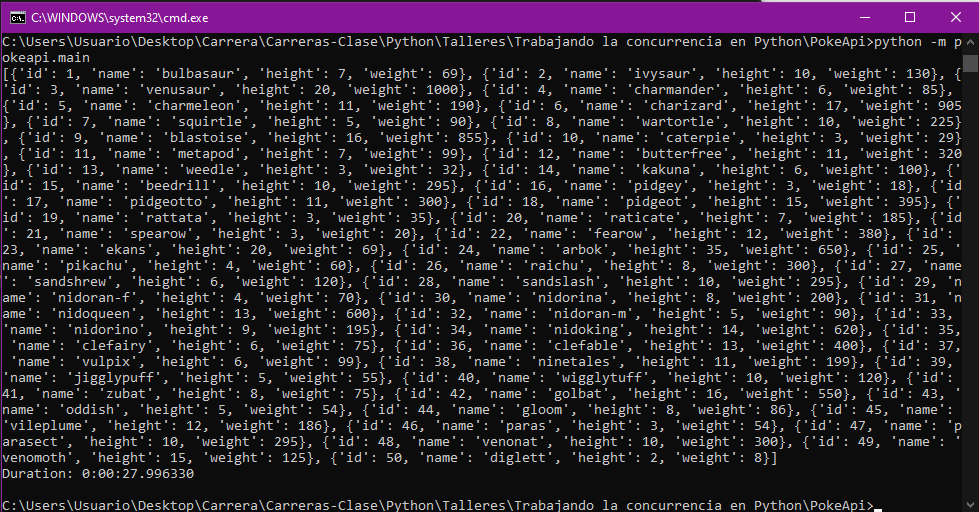 C:\WINDOWS\system32\cmd.exe
C:\Users\Usuario\Desktop\Carrera\Carreras-Clase\Python\Talleres\Trabajando la concurrencia en Python\PokeApi>python -m p
okeapi.main
[{'id': 1, 'name': 'bulbasaur', 'height': 7, 'weight': 69}, {'id': 2, 'name': 'ivysaur', 'height': 10, 'weight': 130}, {
'id': 3, 'name': 'venusaur', 'height': 20, 'weight': 1000}, {'id': 4, 'name': 'charmander', 'height': 6, 'weight': 85},
{'id': 5, 'name': 'charmeleon', 'height': 11, 'weight': 190}, {'id': 6, 'name': 'charizard', 'height': 17, 'weight': 905
}, {'id': 7, 'name': 'squirtle', 'height': 5, 'weight': 90}, {'id': 8, 'name': 'wartortle', 'height': 10, 'weight': 225}
, {'id': 9, 'name': 'blastoise', 'height': 16, 'weight': 855}, {'id': 10, 'name': 'caterpie', 'height': 3, 'weight': 29}
, {'id': 11, 'name': 'metapod', 'height': 7, 'weight': 99}, {'id': 12, 'name': 'butterfree', 'height': 11, 'weight': 320
}, {'id': 13, 'name': 'weedle', 'height': 3, 'weight': 32}, {'id': 14, 'name': 'kakuna', 'height': 6, 'weight': 100}, {'
id': 15, 'name': 'beedrill', 'height': 10, 'weight': 295}, {'id': 16, 'name': 'pidgey', 'height': 3, 'weight': 18}, {'id
': 17, 'name': 'pidgeotto', 'height': 11, 'weight': 300}, {'id': 18, 'name': 'pidgeot', 'height': 15, 'weight': 395}, {'
id': 19, 'name': 'rattata', 'height': 3, 'weight': 35}, {'id': 20, 'name': 'raticate', 'height': 7, 'weight': 185}, {'id
': 21, 'name': 'spearow', 'height': 3, 'weight': 20}, {'id': 22, 'name': 'fearow', 'height': 12, 'weight': 380}, {'id':
23, 'name': 'ekans', 'height': 20, 'weight': 69}, {'id': 24, 'name': 'arbok', 'height': 35, 'weight': 650}, {'id': 25, '
name': 'pikachu', 'height': 4, 'weight': 60}, {'id': 26, 'name': 'raichu', 'height': 8, 'weight': 300}, {'id': 27, 'name
': 'sandshrew', 'height': 6, 'weight': 120}, {'id': 28, 'name': 'sandslash', 'height': 10, 'weight': 295}, {'id': 29, 'n
ame': 'nidoran-f', 'height': 4, 'weight': 70}, {'id': 30, 'name': 'nidorina', 'height': 8, 'weight': 200}, {'id': 31, 'n
ame': 'nidoqueen', 'height': 13, 'weight': 600}, {'id': 32, 'name': 'nidoran-m', 'height': 5, 'weight': 90}, {'id': 33,
'name': 'nidorino', 'height': 9, 'weight': 195}, {'id': 34, 'name': 'nidoking', 'height': 14, 'weight': 620}, {'id': 35,
'name': 'clefairy', 'height': 6, 'weight': 75}, {'id': 36, 'name': 'clefable', 'height': 13, 'weight': 400}, {'id': 37,
'name': 'vulpix', 'height': 6, 'weight': 99}, {'id': 38, 'name': 'ninetales', 'height': 11, 'weight': 199}, {'id': 39,
'name': 'jigglypuff', 'height': 5, 'weight': 55}, {'id': 40, 'name': 'wigglytuff', 'height': 10, 'weight': 120}, {'id':
41, 'name': 'zubat', 'height': 8, 'weight': 75}, {'id': 42, 'name': 'golbat', 'height': 16, 'weight': 550}, {'id': 43, '
name': 'oddish', 'height': 5, 'weight': 54}, {'id': 44, 'name': 'gloom', 'height': 8, 'weight': 86}, {'id': 45, 'name':
'vileplume', 'height': 12, 'weight': 186}, {'id': 46, 'name': 'paras', 'height': 3, 'weight': 54}, {'id': 47, 'name': 'p
arasect', 'height': 10, 'weight': 295}, {'id': 48, 'name': 'venonat', 'height': 10, 'weight': 300}, {'id': 49, 'name': '
venomoth', 'height': 15, 'weight': 125}, {'id': 50, 'name': 'diglett', 'height': 2, 'weight': 8}]
Duration: 0:00:27.996330
C:\Users\Usuario\Desktop\Carrera\Carreras-Clase\Python\Talleres\Trabajando la concurrencia en Python\PokeApi>